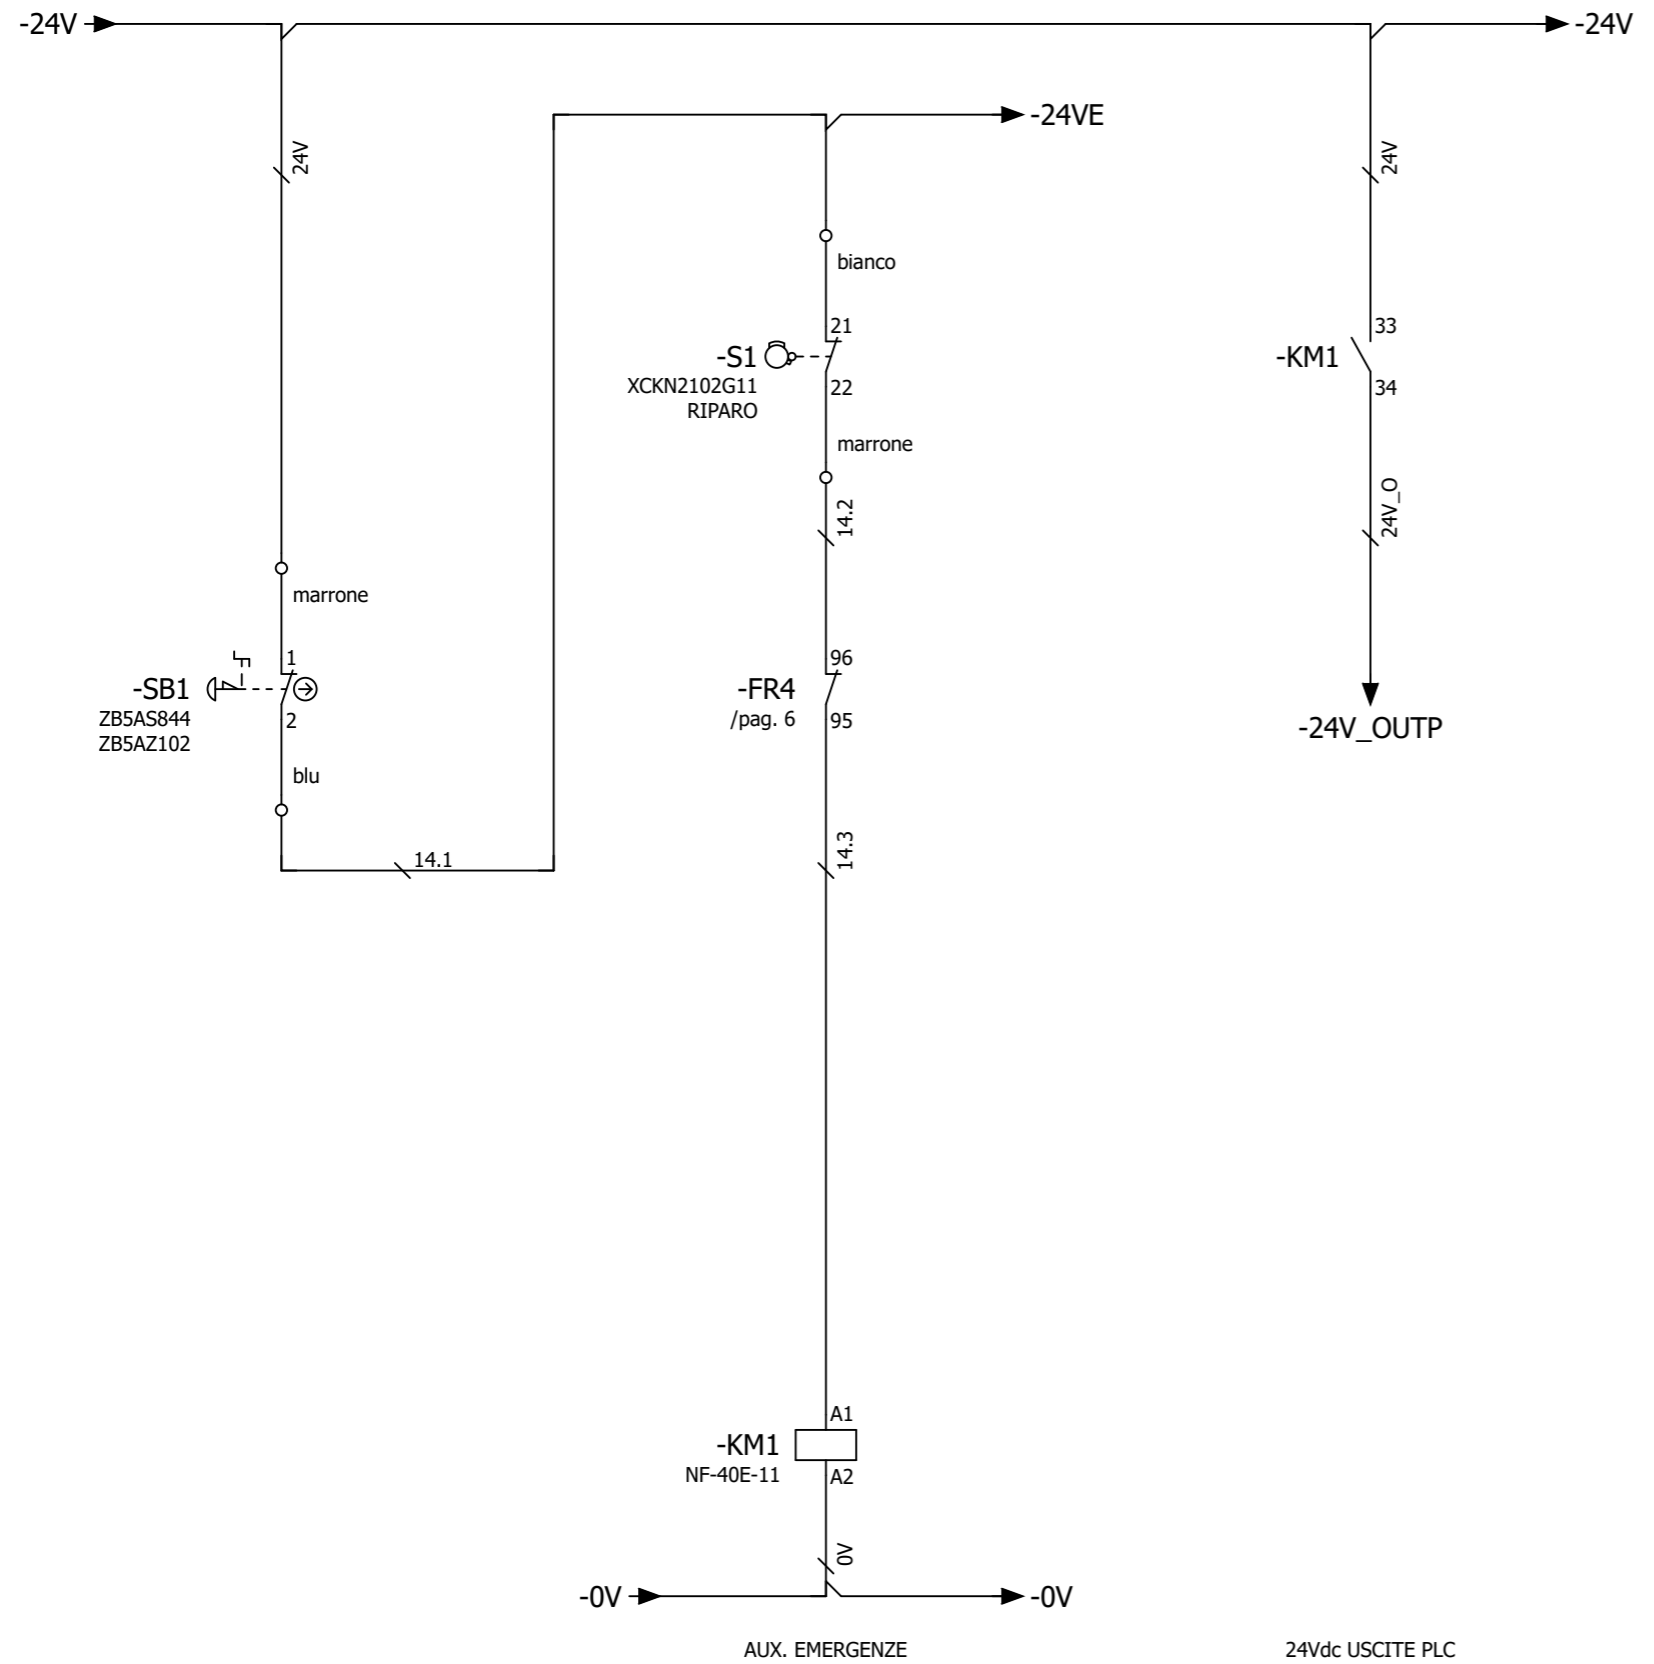 -24V
-24V
-24VE
24V
24V
bianco
21
-S1
XCKN2102G11
RIPARO
22
33
-KM1
34
marrone
14.2
24V_O
marrone
1
-SB1
ZB5AS844
ZB5AZ102
2
96
-FR4
/pag. 6
95
-24V_OUTP
blu
14.1
14.3
A1
-KM1
NF-40E-11
A2
0V
-0V
-0V
AUX. EMERGENZE
24Vdc USCITE PLC